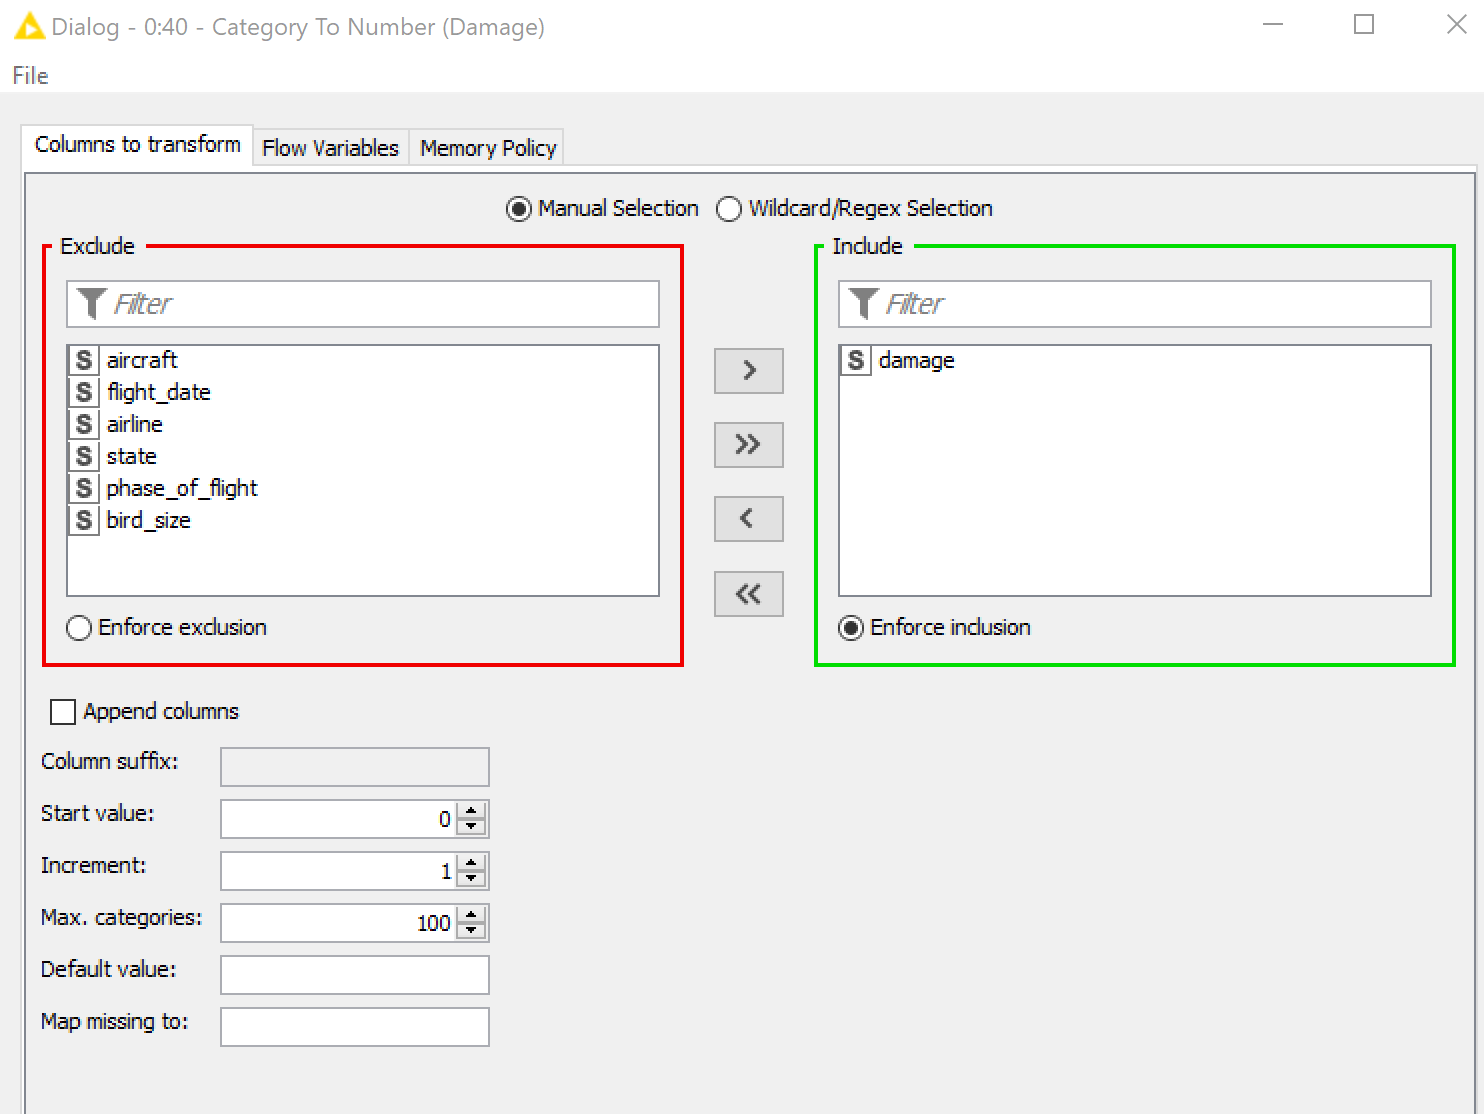 Dialog - 0:40 - Category To Number (Damage)
File
Columns to transform Flow Variables Memory Policy
Manual Selection Wildcard/Regex Selection
Exclude Include
Filter Filter
S aircraft S damage
S flight_date
S airline
S state
S phase_of_flight
S bird_size
Enforce exclusion Enforce inclusion
Append columns
Column suffix:
Start value: 0
Increment: 1
Max. categories: 100
Default value:
Map missing to: